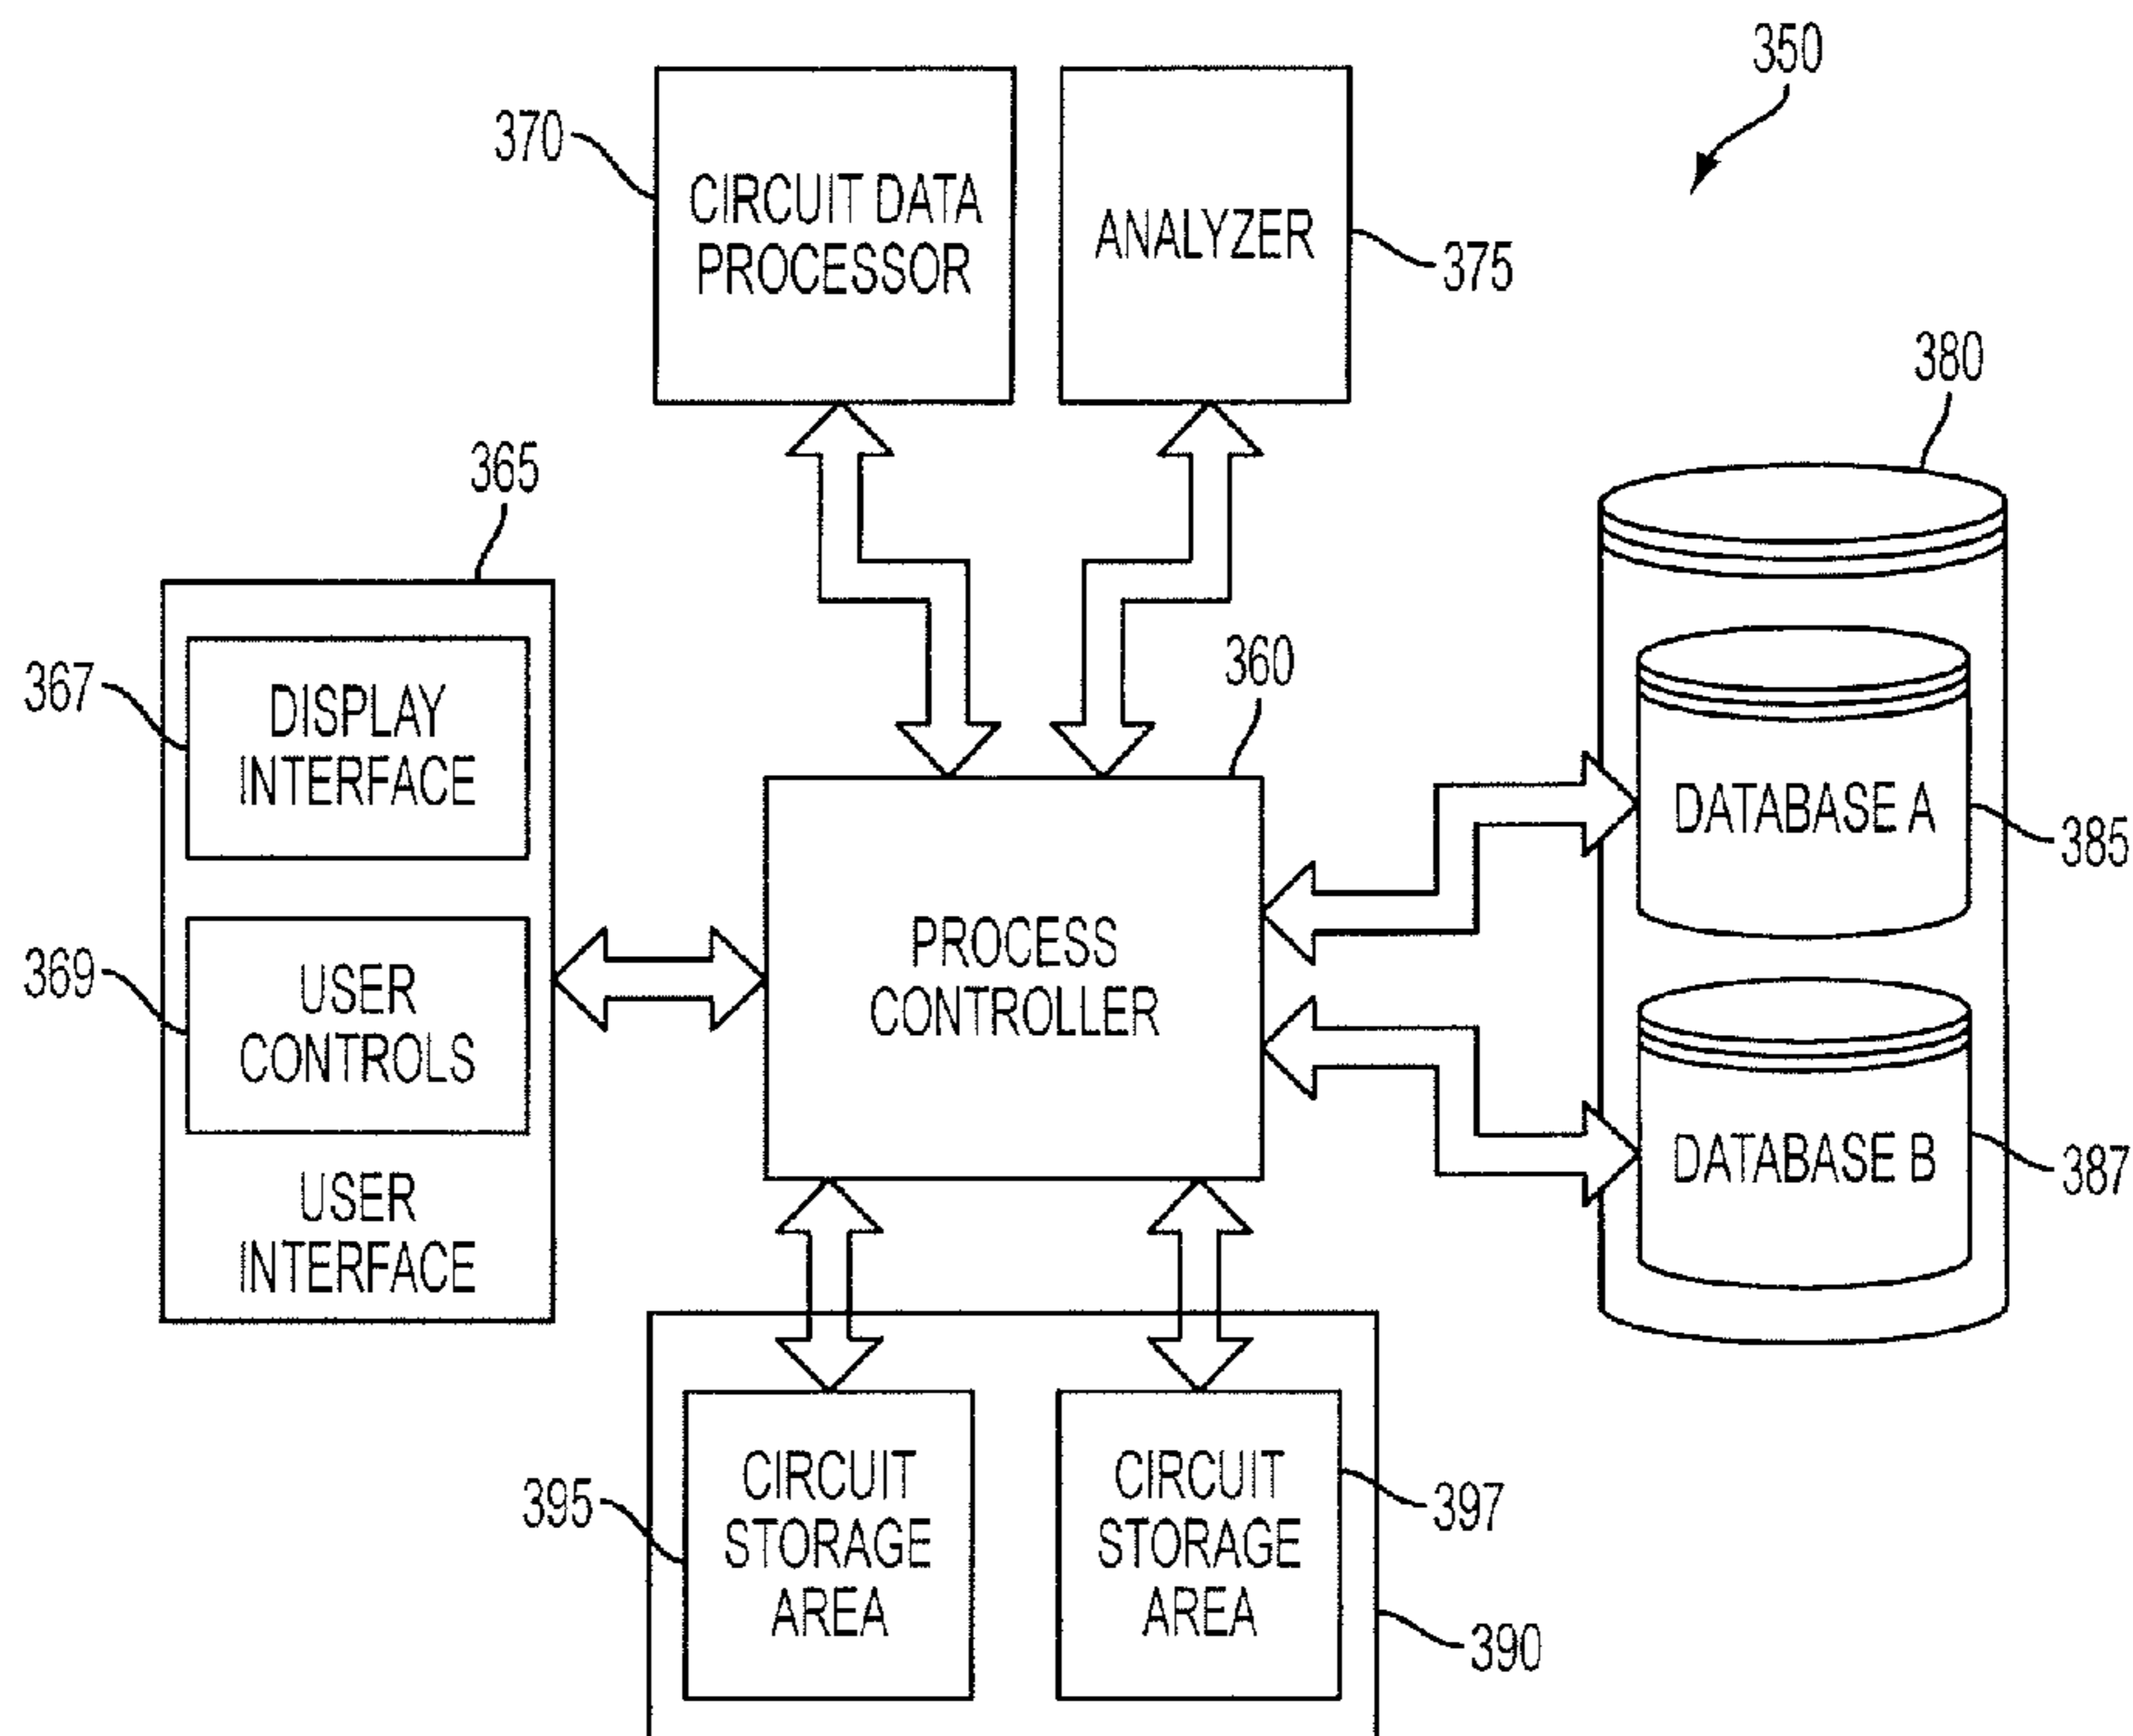 350
370
CIRCUIT DATA
PROCESSOR
ANALYZER
375
380
365
367
DISPLAY
INTERFACE
360
DATABASE A
385
369
USER
CONTROLS
PROCESS
CONTROLLER
USER
INTERFACE
DATABASE B
387
395
CIRCUIT
STORAGE
AREA
CIRCUIT
STORAGE
AREA
397
390